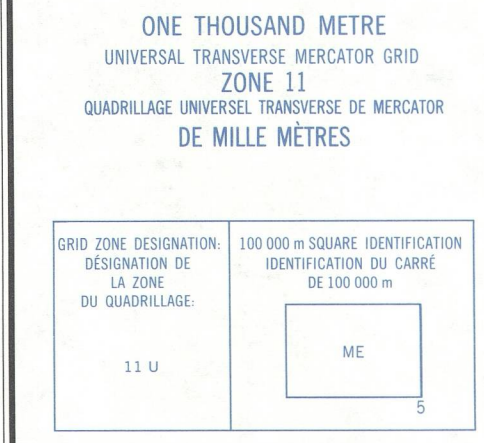 ONE THOUSAND METRE
UNIVERSAL TRANSVERSE MERCATOR GRID
ZONE 11
QUADRILLAGE UNIVERSEL TRANSVERSE DE MERCATOR
DE MILLE MÈTRES
GRID ZONE DESIGNATION:
DÉSIGNATION DE
LA ZONE
DU QUADRILLAGE:
11 U
100 000 m SQUARE IDENTIFICATION
IDENTIFICATION DU CARRÉ
DE 100 000 m
ME
5